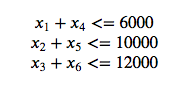 x₁ + x₄ <= 6000
x₂ + x₅ <= 10000
x₃ + x₆ <= 12000